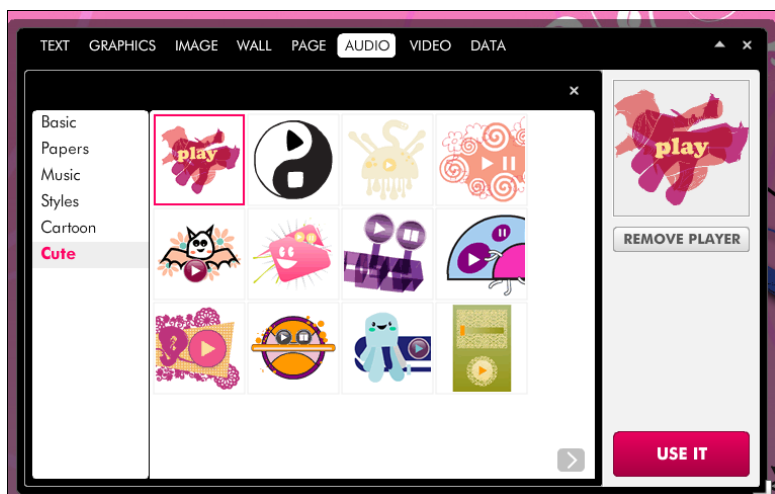 TEXT GRAPHICS IMAGE WALL PAGE AUDIO VIDEO DATA
Basic
Papers
Music
Styles
Cartoon
Cute
play
play
REMOVE PLAYER
USE IT